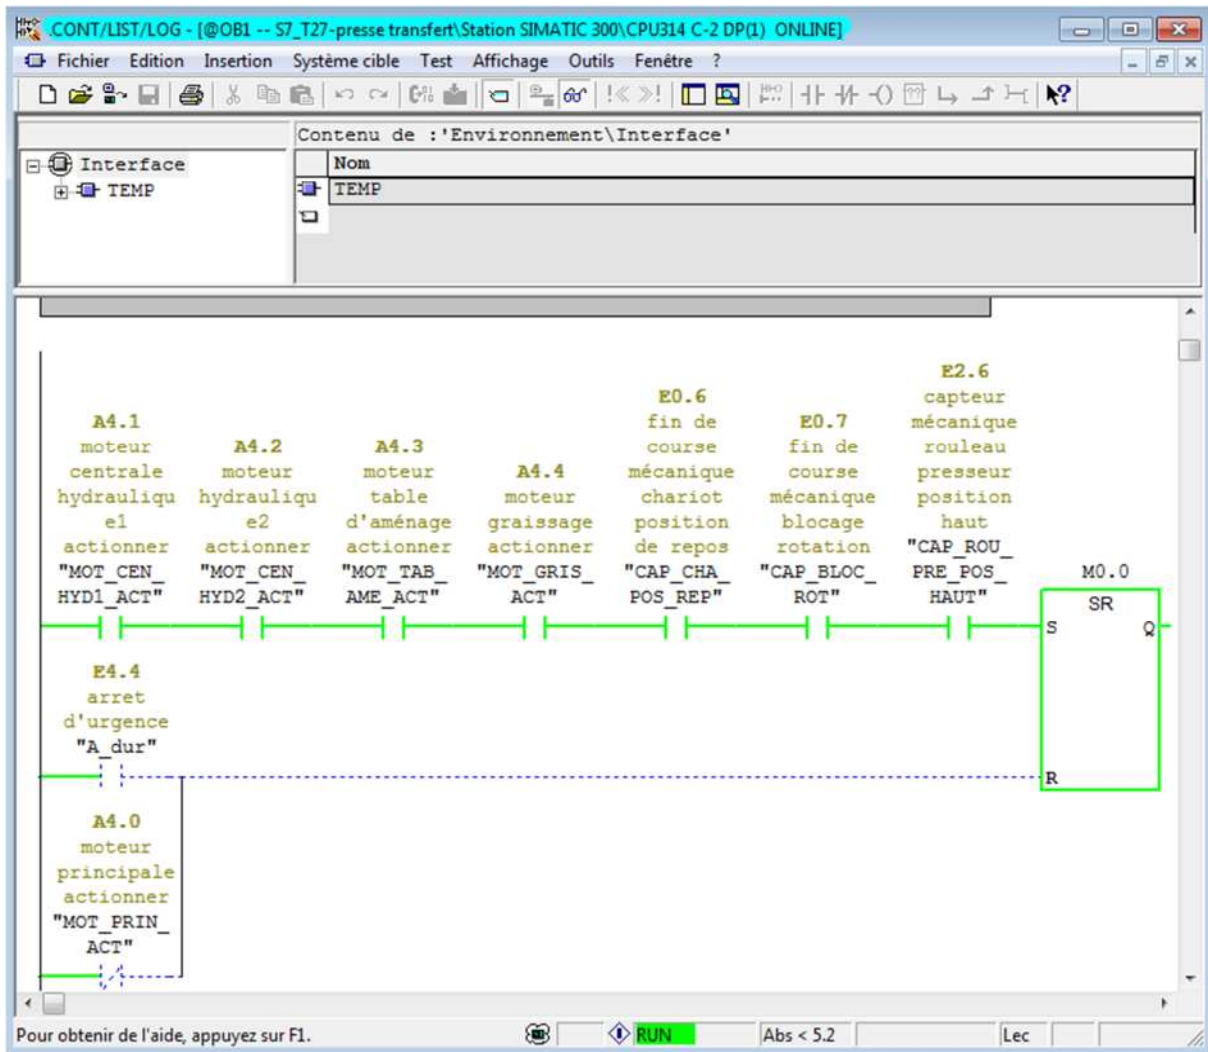 .CONT/LIST/LOG - [@OB1 -- S7_T27-presse transfert\Station SIMATIC 300\CPU314 C-2 DP(1) ONLINE]
Fichier Edition Insertion Système cible Test Affichage Outils Fenêtre ?
Contenu de :'Environnement\Interface'
Interface
TEMP
Nom
TEMP
A4.1
moteur
centrale
hydrauliqu
e1
actionner
"MOT_CEN_
HYD1_ACT"
A4.2
moteur
hydrauliqu
e2
actionner
"MOT_CEN_
HYD2_ACT"
A4.3
moteur
table
d'aménage
actionner
"MOT_TAB_
AME_ACT"
A4.4
moteur
graissage
actionner
"MOT_GRIS_
ACT"
E0.6
fin de
course
mécanique
chariot
position
de repos
"CAP_CHA_
POS_REP"
E0.7
fin de
course
mécanique
blocage
rotation
"CAP_BLOC_
ROT"
E2.6
capteur
mécanique
rouleau
presseur
position
haut
"CAP_ROU_
PRE_POS_
HAUT"
M0.0
SR
S Q
E4.4
arret
d'urgence
"A_dur"
R
A4.0
moteur
principale
actionner
"MOT_PRIN_
ACT"
Pour obtenir de l'aide, appuyez sur F1. RUN Abs < 5.2 Lec